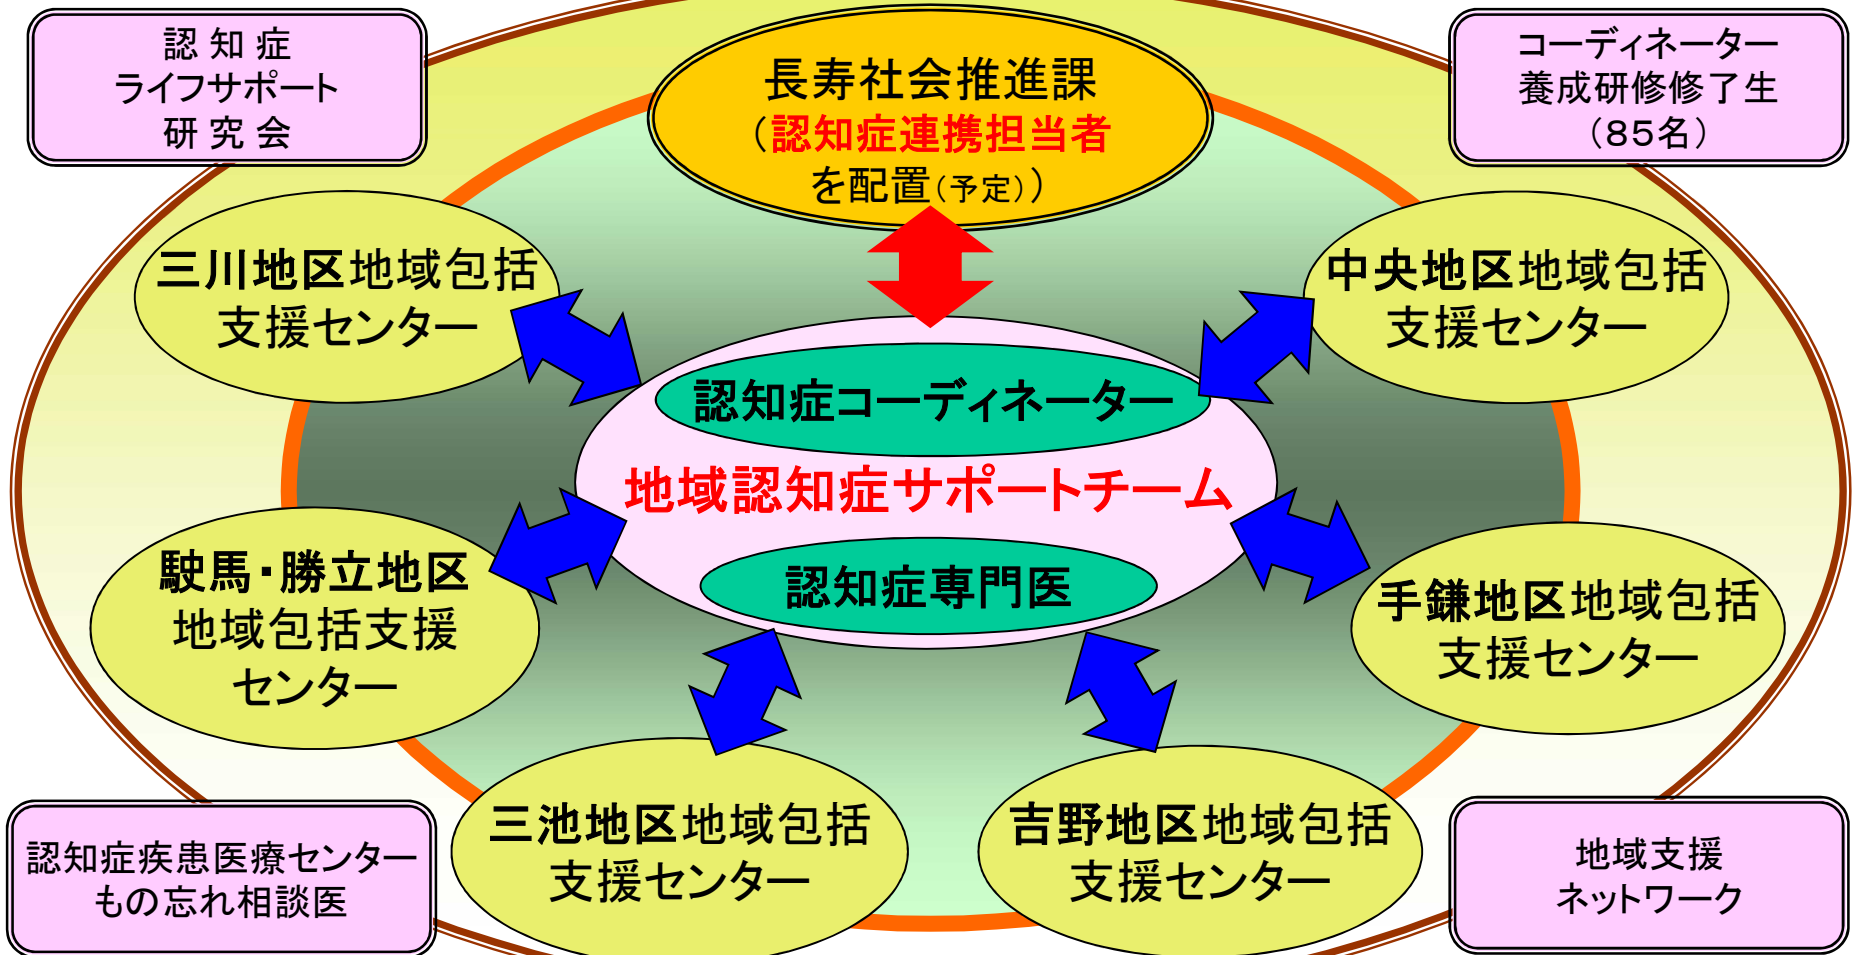 認 知 症
ライフサポート
研 究 会
長寿社会推進課
（認知症連携担当者
を配置（予定））
コーディネーター
養成研修修了生
（８５名）
三川地区地域包括
支援センター
中央地区地域包括
支援センター
認知症コーディネーター
地域認知症サポートチーム
認知症専門医
駛馬・勝立地区
地域包括支援
センター
手鎌地区地域包括
支援センター
三池地区地域包括
支援センター
吉野地区地域包括
支援センター
認知症疾患医療センター
もの忘れ相談医
地域支援
ネットワーク